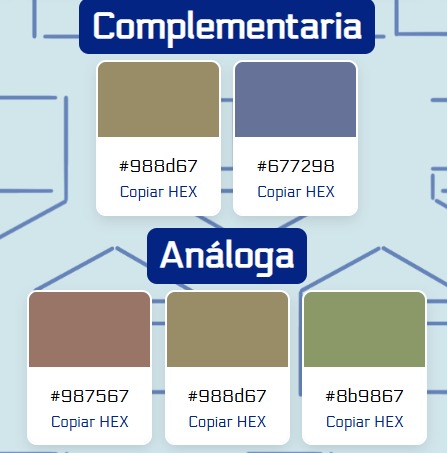 Complementaria
#988d67 #677298
Copiar HEX Copiar HEX
Análoga
#987567 #988d67 #8b9867
Copiar HEX Copiar HEX Copiar HEX